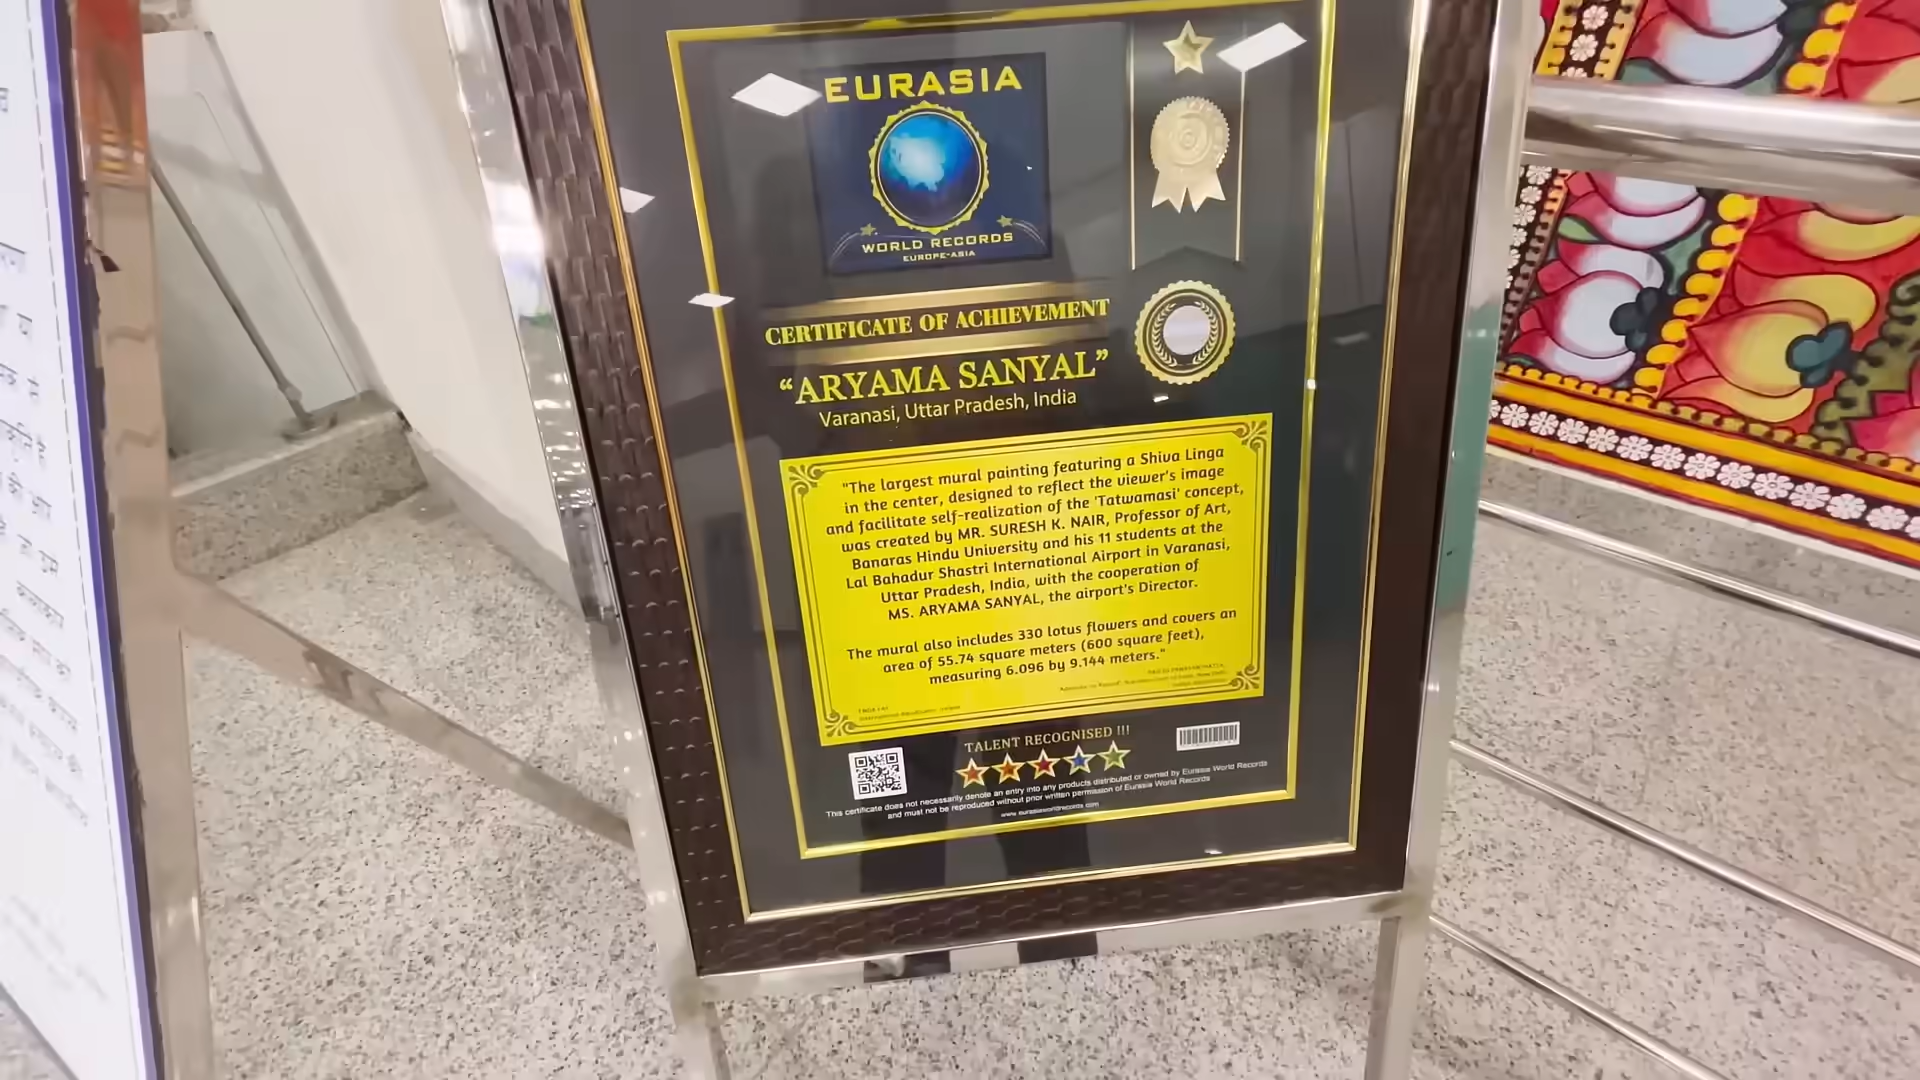 EURASIA
WORLD RECORDS
EUROPE-ASIA
CERTIFICATE OF ACHIEVEMENT
“ARYAMA SANYAL”
Varanasi, Uttar Pradesh, India
"The largest mural painting featuring a Shiva Linga
in the center, designed to reflect the viewer's image
and facilitate self-realization of the 'Tatwamasi' concept,
was created by MR. SURESH K. NAIR, Professor of Art,
Banaras Hindu University and his 11 students at the
Lal Bahadur Shastri International Airport in Varanasi,
Uttar Pradesh, India, with the cooperation of
MS. ARYAMA SANYAL, the airport's Director.
The mural also includes 330 lotus flowers and covers an
area of 55.74 square meters (600 square feet),
measuring 6.096 by 9.144 meters."
TALENT RECOGNISED !!!
This certificate does not necessarily denote an entry into any products distributed or owned by Eurasia World Records
and must not be reproduced without prior written permission of Eurasia World Records
www.eurasiaworldrecords.com